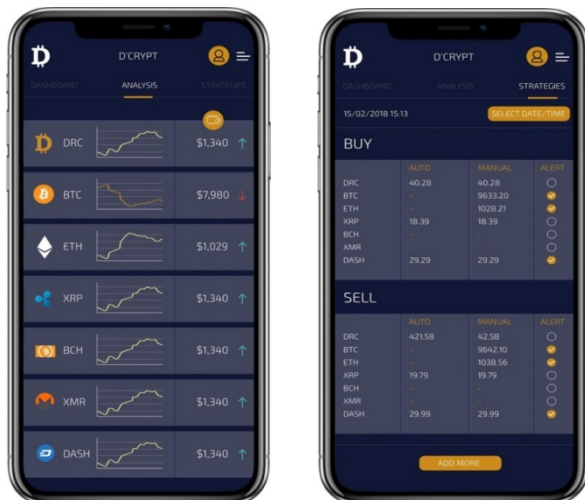 D'CRYPT
DASHBOARD ANALYSIS STRATEGIES
DRC $1,340 ↑
BTC $7,980 ↓
ETH $1,029 ↑
XRP $1,340 ↑
BCH $1,340 ↑
XMR $1,340 ↑
DASH $1,340 ↑
D'CRYPT
DASHBOARD ANALYSIS STRATEGIES
15/02/2018 15:13 SELECT DATE/TIME
BUY
AUTO MANUAL ALERT
DRC 40.28 40.28
BTC - 9633.20
ETH - 1028.21
XRP 18.39 18.39
BCH - -
XMR - -
DASH 29.29 29.29
SELL
AUTO MANUAL ALERT
DRC 421.58 42.58
BTC - 9642.10
ETH - 1038.56
XRP 19.79 19.79
BCH - -
XMR - -
DASH 29.99 29.99
ADD MORE